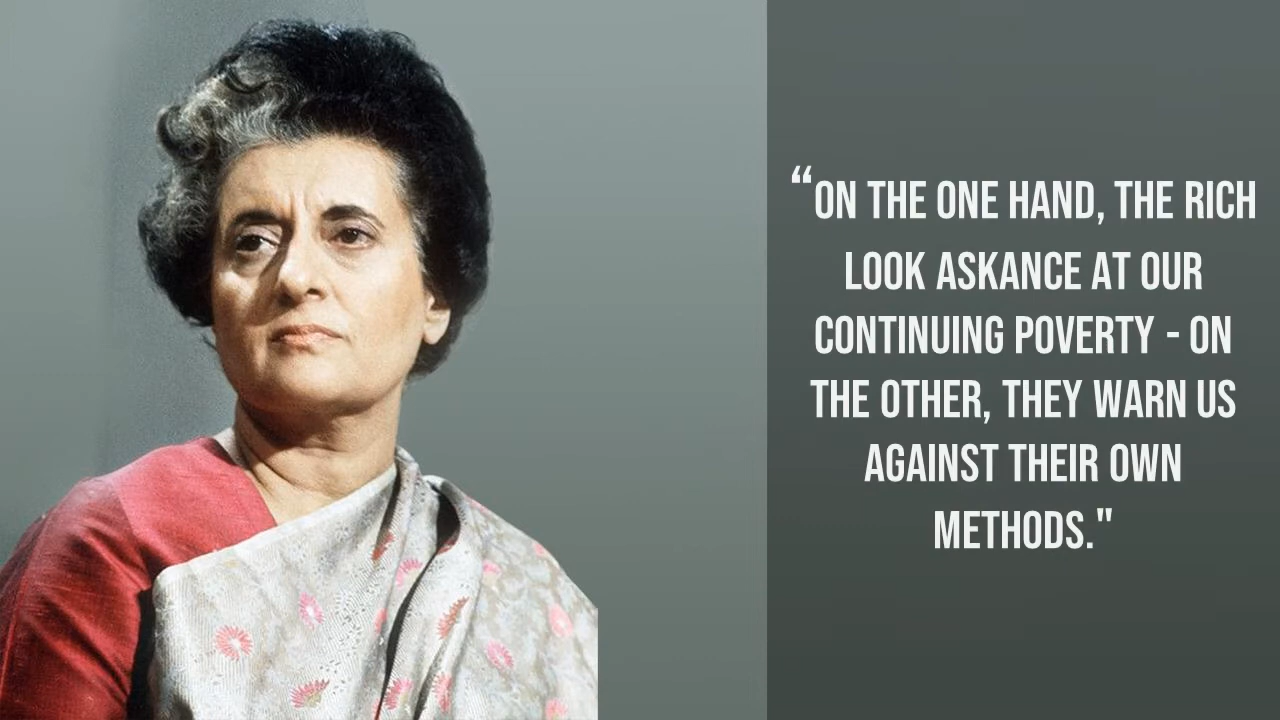 “ON THE ONE HAND, THE RICH
LOOK ASKANCE AT OUR
CONTINUING POVERTY - ON
THE OTHER, THEY WARN US
AGAINST THEIR OWN
METHODS."